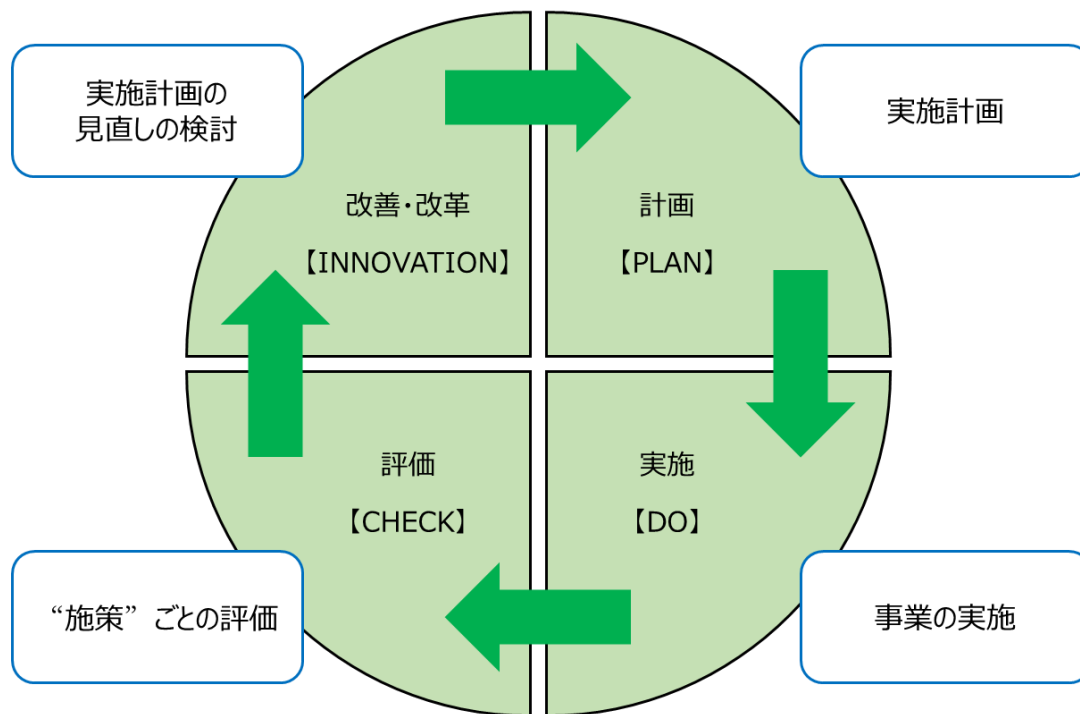 実施計画の
見直しの検討
実施計画
改善・改革
【INNOVATION】
計画
【PLAN】
評価
【CHECK】
実施
【DO】
“施策” ごとの評価
事業の実施